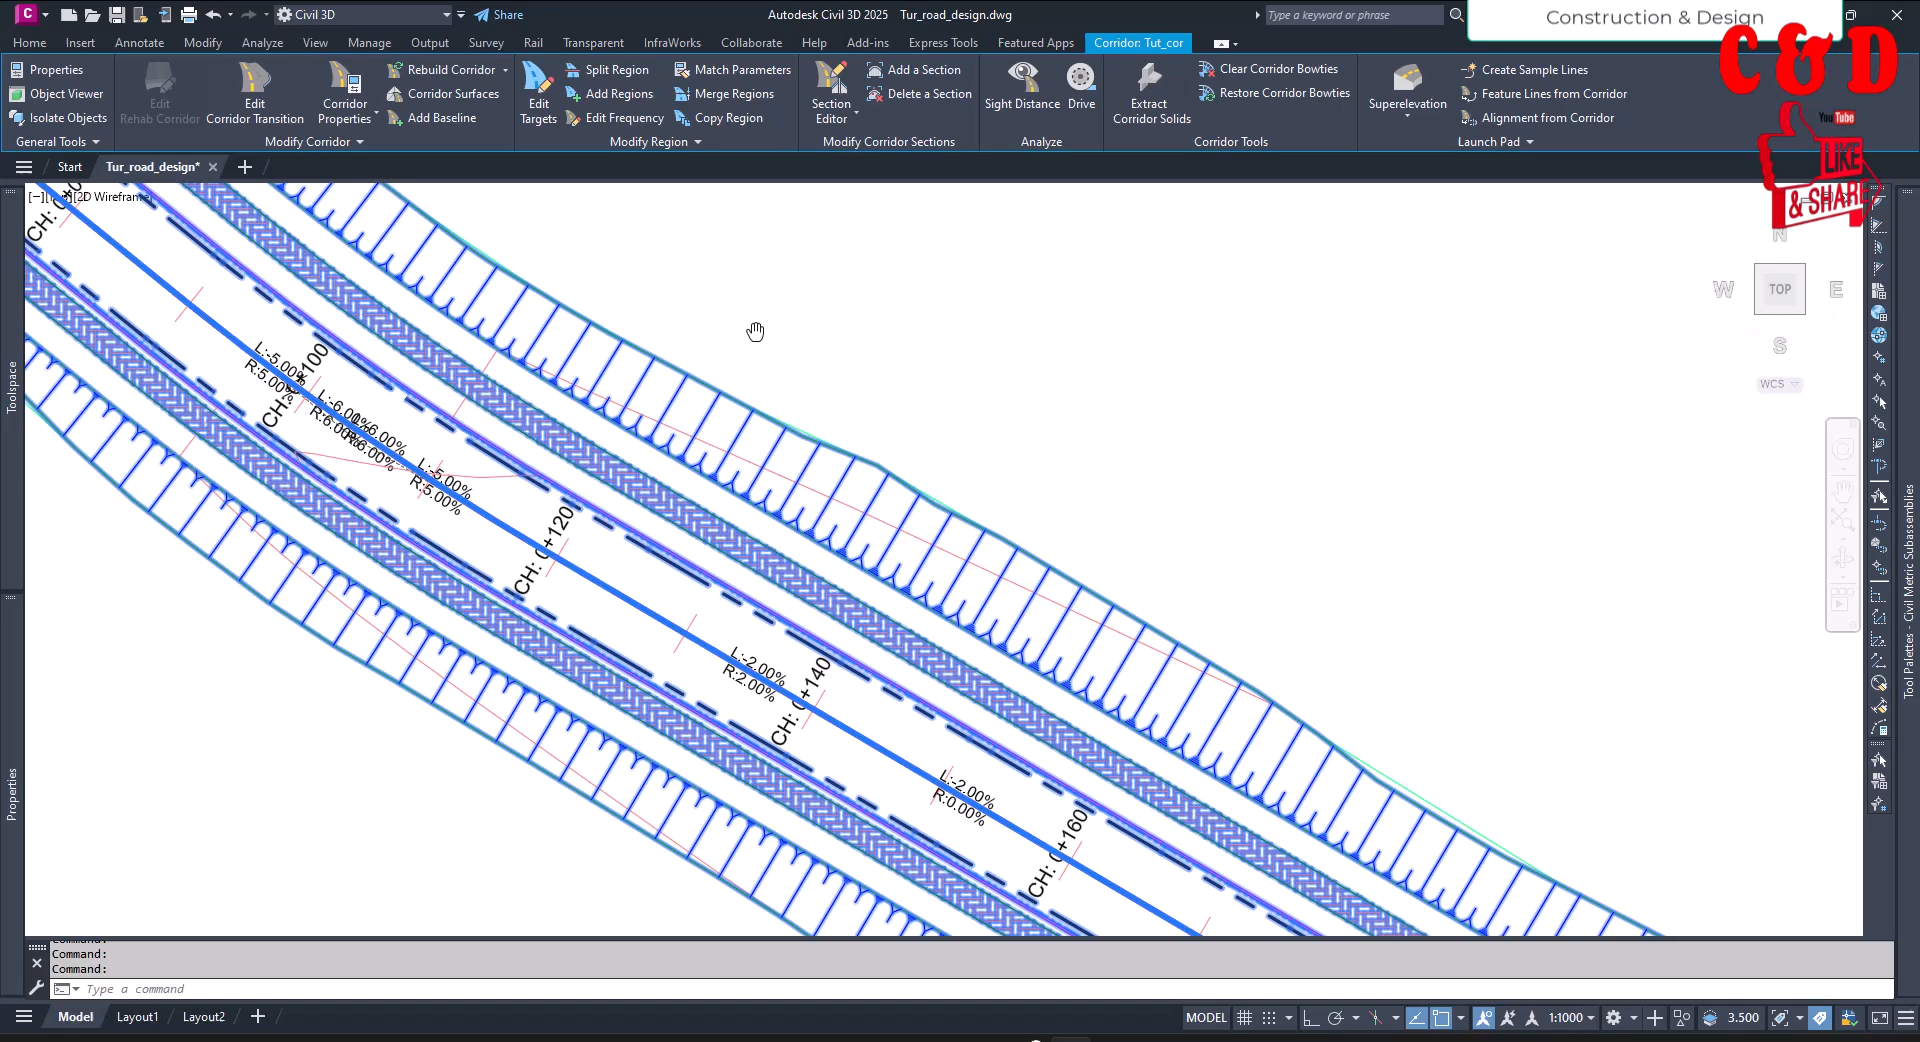 C
Civil 3D
Share
Autodesk Civil 3D 2025 Tur_road_design.dwg
Type a keyword or phrase
Construction & Design
C & D
YouTube
LIKE
& SHARE
Home Insert Annotate Modify Analyze View Manage Output Survey Rail Transparent InfraWorks Collaborate Help Add-ins Express Tools Featured Apps Corridor: Tut_cor
Properties
Object Viewer
Isolate Objects
General Tools
Edit
Rehab Corridor
Edit
Corridor Transition
Corridor
Properties
Rebuild Corridor
Corridor Surfaces
Add Baseline
Modify Corridor
Edit
Targets
Split Region
Add Regions
Edit Frequency
Match Parameters
Merge Regions
Copy Region
Modify Region
Section
Editor
Add a Section
Delete a Section
Modify Corridor Sections
Sight Distance
Drive
Analyze
Extract
Corridor Solids
Clear Corridor Bowties
Restore Corridor Bowties
Corridor Tools
Superelevation
Create Sample Lines
Feature Lines from Corridor
Alignment from Corridor
Launch Pad
Start
Tur_road_design*
[2D Wireframe]
N
W
TOP
E
S
WCS
L:-5.00%
R:5.00%
L:-6.00%
R:6.00%
L:-6.00%
R:6.00%
L:-5.00%
R:5.00%
CH: 0+120
L:-2.00%
R:2.00%
CH: 0+140
L:-2.00%
R:0.00%
CH: 0+160
Toolspace
Properties
Tool Palettes - Civil Metric Subassemblies
Command:
Command:
Command:
Type a command
Model
Layout1
Layout2
MODEL
1:1000
3.500